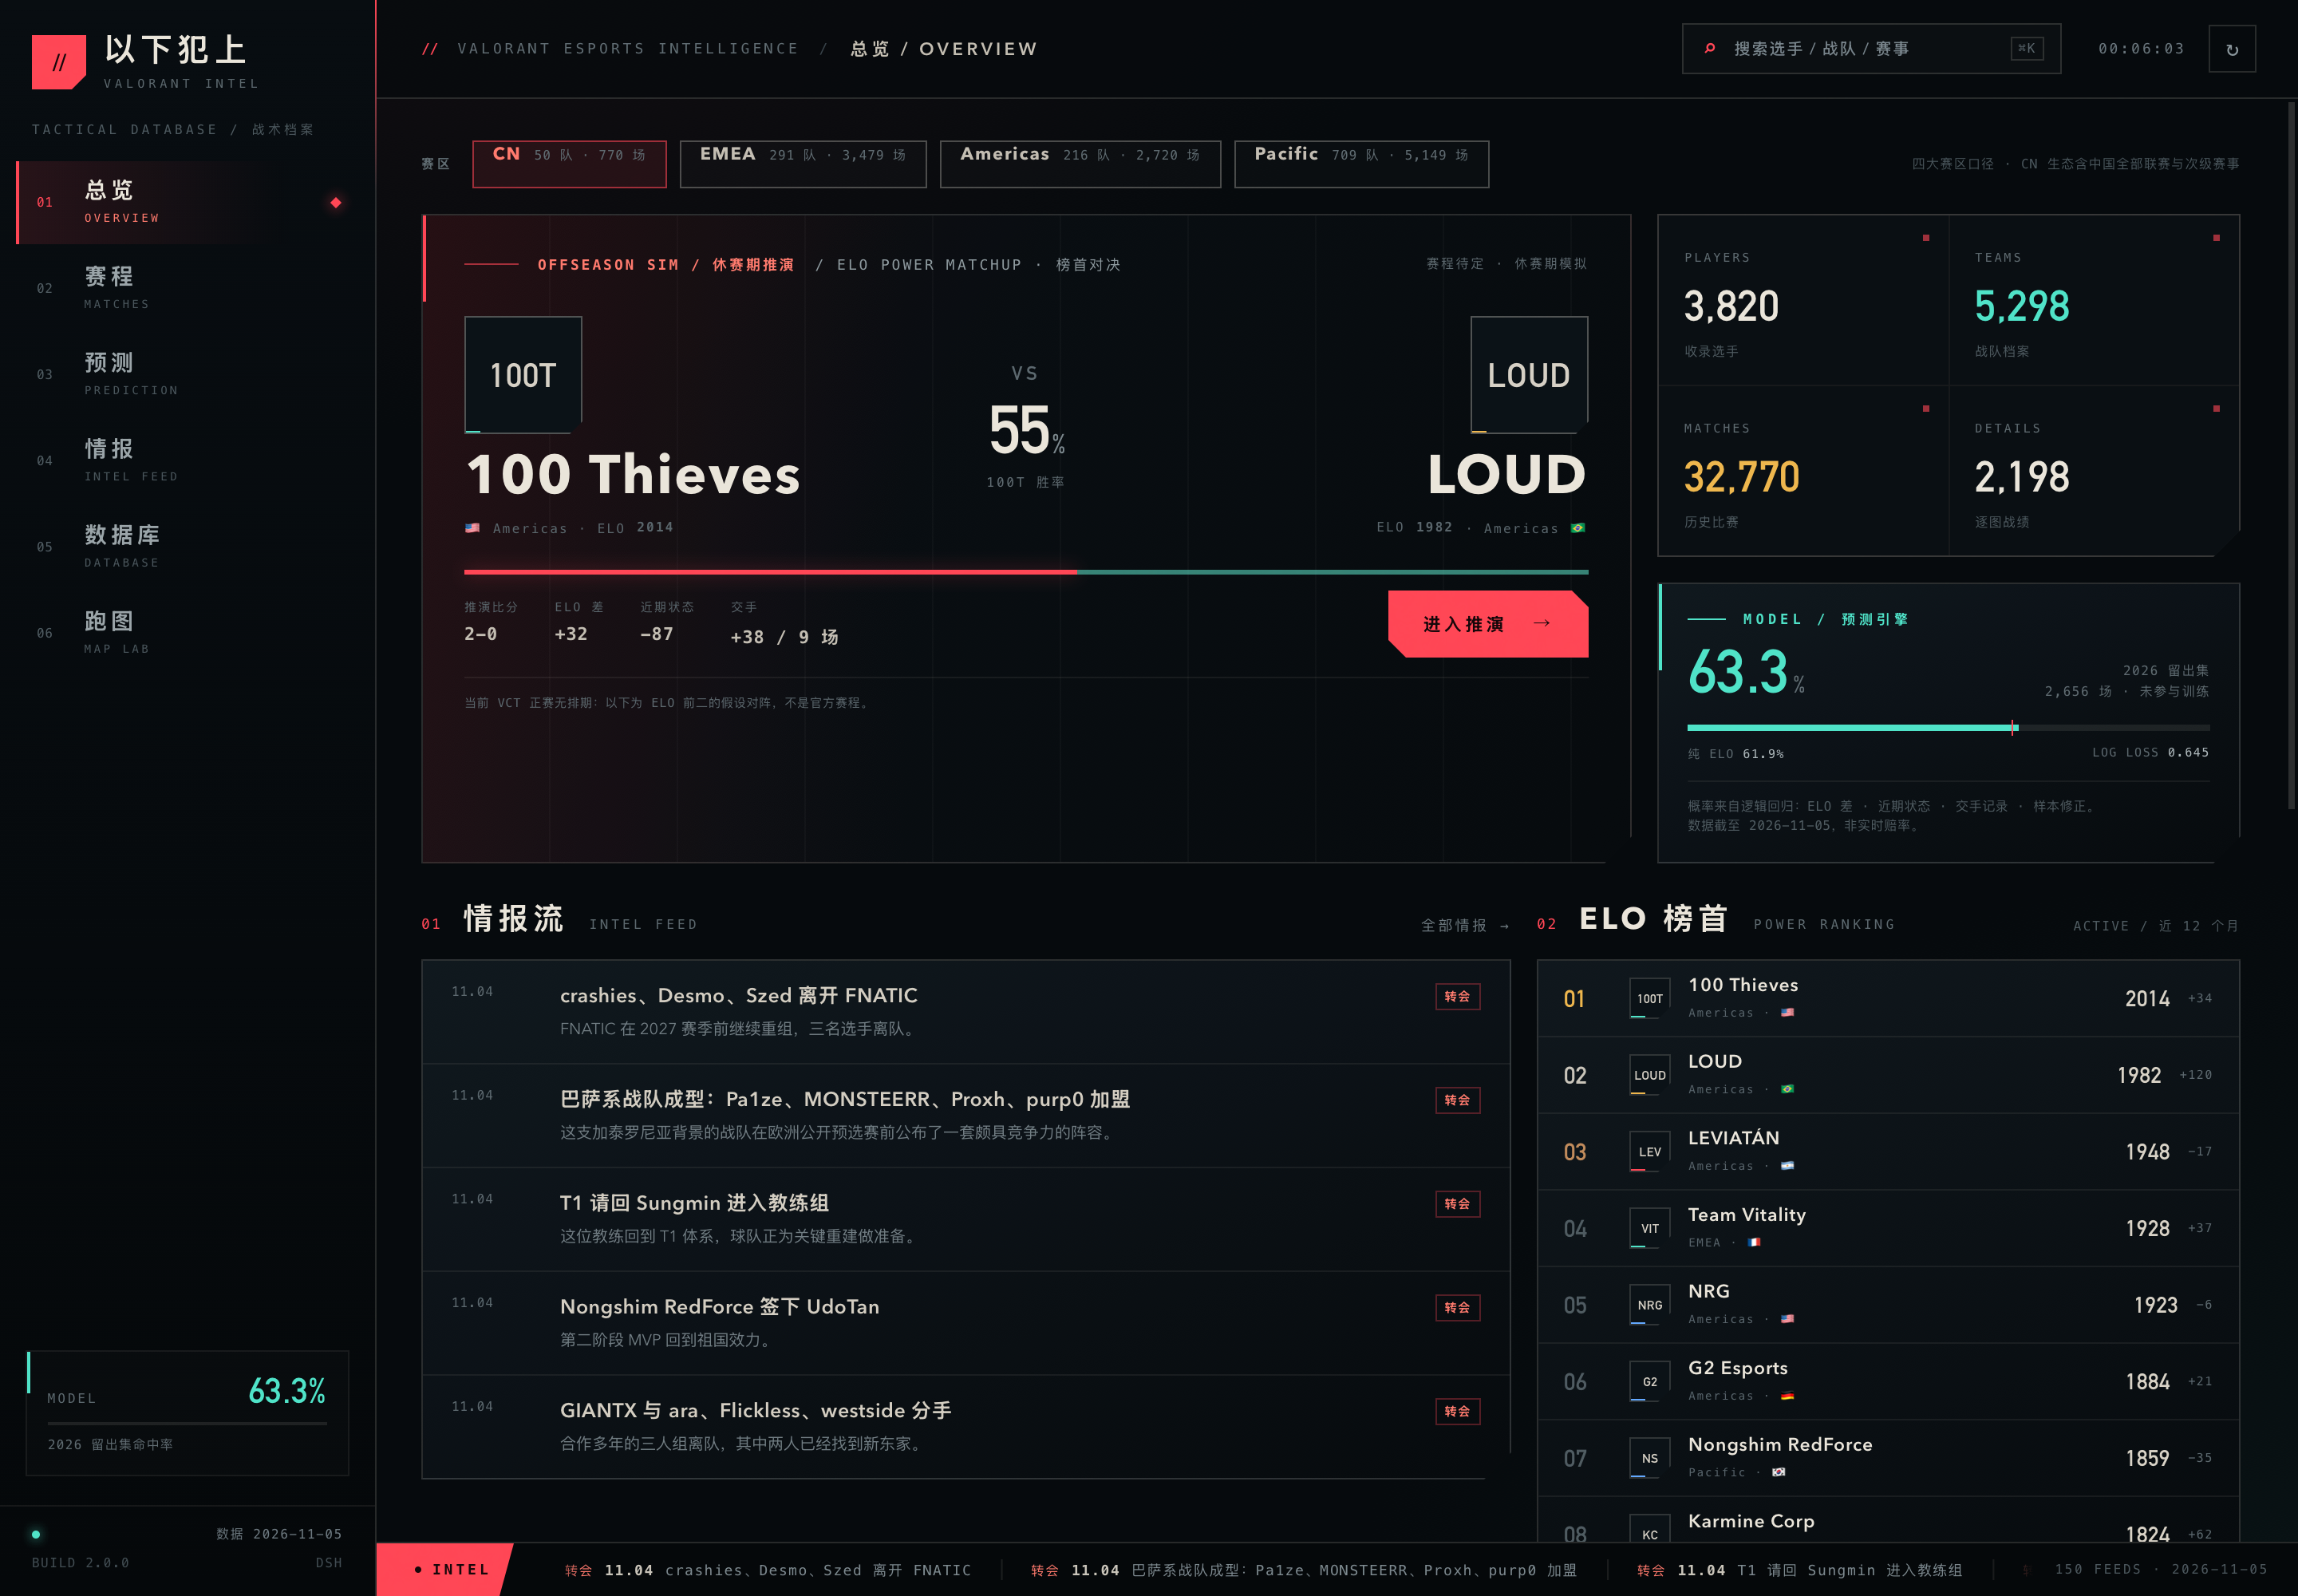 //
以下犯上
VALORANT INTEL
TACTICAL DATABASE / 战术档案
01 总览
OVERVIEW
02 赛程
MATCHES
03 预测
PREDICTION
04 情报
INTEL FEED
05 数据库
DATABASE
06 跑图
MAP LAB
MODEL 63.3%
2026 留出集命中率
数据 2026-11-05
BUILD 2.0.0 DSH
// VALORANT ESPORTS INTELLIGENCE / 总览 / OVERVIEW
搜索选手 / 战队 / 赛事 ⌘K
00:06:03 ↻
赛区
CN 50 队 · 770 场
EMEA 291 队 · 3,479 场
Americas 216 队 · 2,720 场
Pacific 709 队 · 5,149 场
四大赛区口径 · CN 生态含中国全部联赛与次级赛事
OFFSEASON SIM / 休赛期推演 / ELO POWER MATCHUP · 榜首对决
赛程待定 · 休赛期模拟
100T
100 Thieves
🇺🇸 Americas · ELO 2014
VS
55%
100T 胜率
LOUD
LOUD
ELO 1982 · Americas 🇧🇷
推演比分 ELO 差 近期状态 交手
2-0 +32 -87 +38 / 9 场
进入推演 →
当前 VCT 正赛无排期：以下为 ELO 前二的假设对阵，不是官方赛程。
PLAYERS
3,820
收录选手
TEAMS
5,298
战队档案
MATCHES
32,770
历史比赛
DETAILS
2,198
逐图战绩
MODEL / 预测引擎
63.3%
2026 留出集
2,656 场 · 未参与训练
纯 ELO 61.9%
LOG LOSS 0.645
概率来自逻辑回归：ELO 差 · 近期状态 · 交手记录 · 样本修正。
数据截至 2026-11-05，非实时赔率。
01 情报流 INTEL FEED
全部情报 →
11.04 crashies、Desmo、Szed 离开 FNATIC 转会
FNATIC 在 2027 赛季前继续重组，三名选手离队。
11.04 巴萨系战队成型：Pa1ze、MONSTEERR、Proxh、purp0 加盟 转会
这支加泰罗尼亚背景的战队在欧洲公开预选赛前公布了一套颇具竞争力的阵容。
11.04 T1 请回 Sungmin 进入教练组 转会
这位教练回到 T1 体系，球队正为关键重建做准备。
11.04 Nongshim RedForce 签下 UdoTan 转会
第二阶段 MVP 回到祖国效力。
11.04 GIANTX 与 ara、Flickless、westside 分手 转会
合作多年的三人组离队，其中两人已经找到新东家。
02 ELO 榜首 POWER RANKING
ACTIVE / 近 12 个月
01 100T 100 Thieves 2014 +34
Americas · 🇺🇸
02 LOUD LOUD 1982 +120
Americas · 🇧🇷
03 LEV LEVIATÁN 1948 -17
Americas · 🇦🇷
04 VIT Team Vitality 1928 +37
EMEA · 🇫🇷
05 NRG NRG 1923 -6
Americas · 🇺🇸
06 G2 G2 Esports 1884 +21
Americas · 🇩🇪
07 NS Nongshim RedForce 1859 -35
Pacific · 🇰🇷
08 KC Karmine Corp 1824 +62
• INTEL
转会 11.04 crashies、Desmo、Szed 离开 FNATIC
转会 11.04 巴萨系战队成型：Pa1ze、MONSTEERR、Proxh、purp0 加盟
转会 11.04 T1 请回 Sungmin 进入教练组
150 FEEDS · 2026-11-05